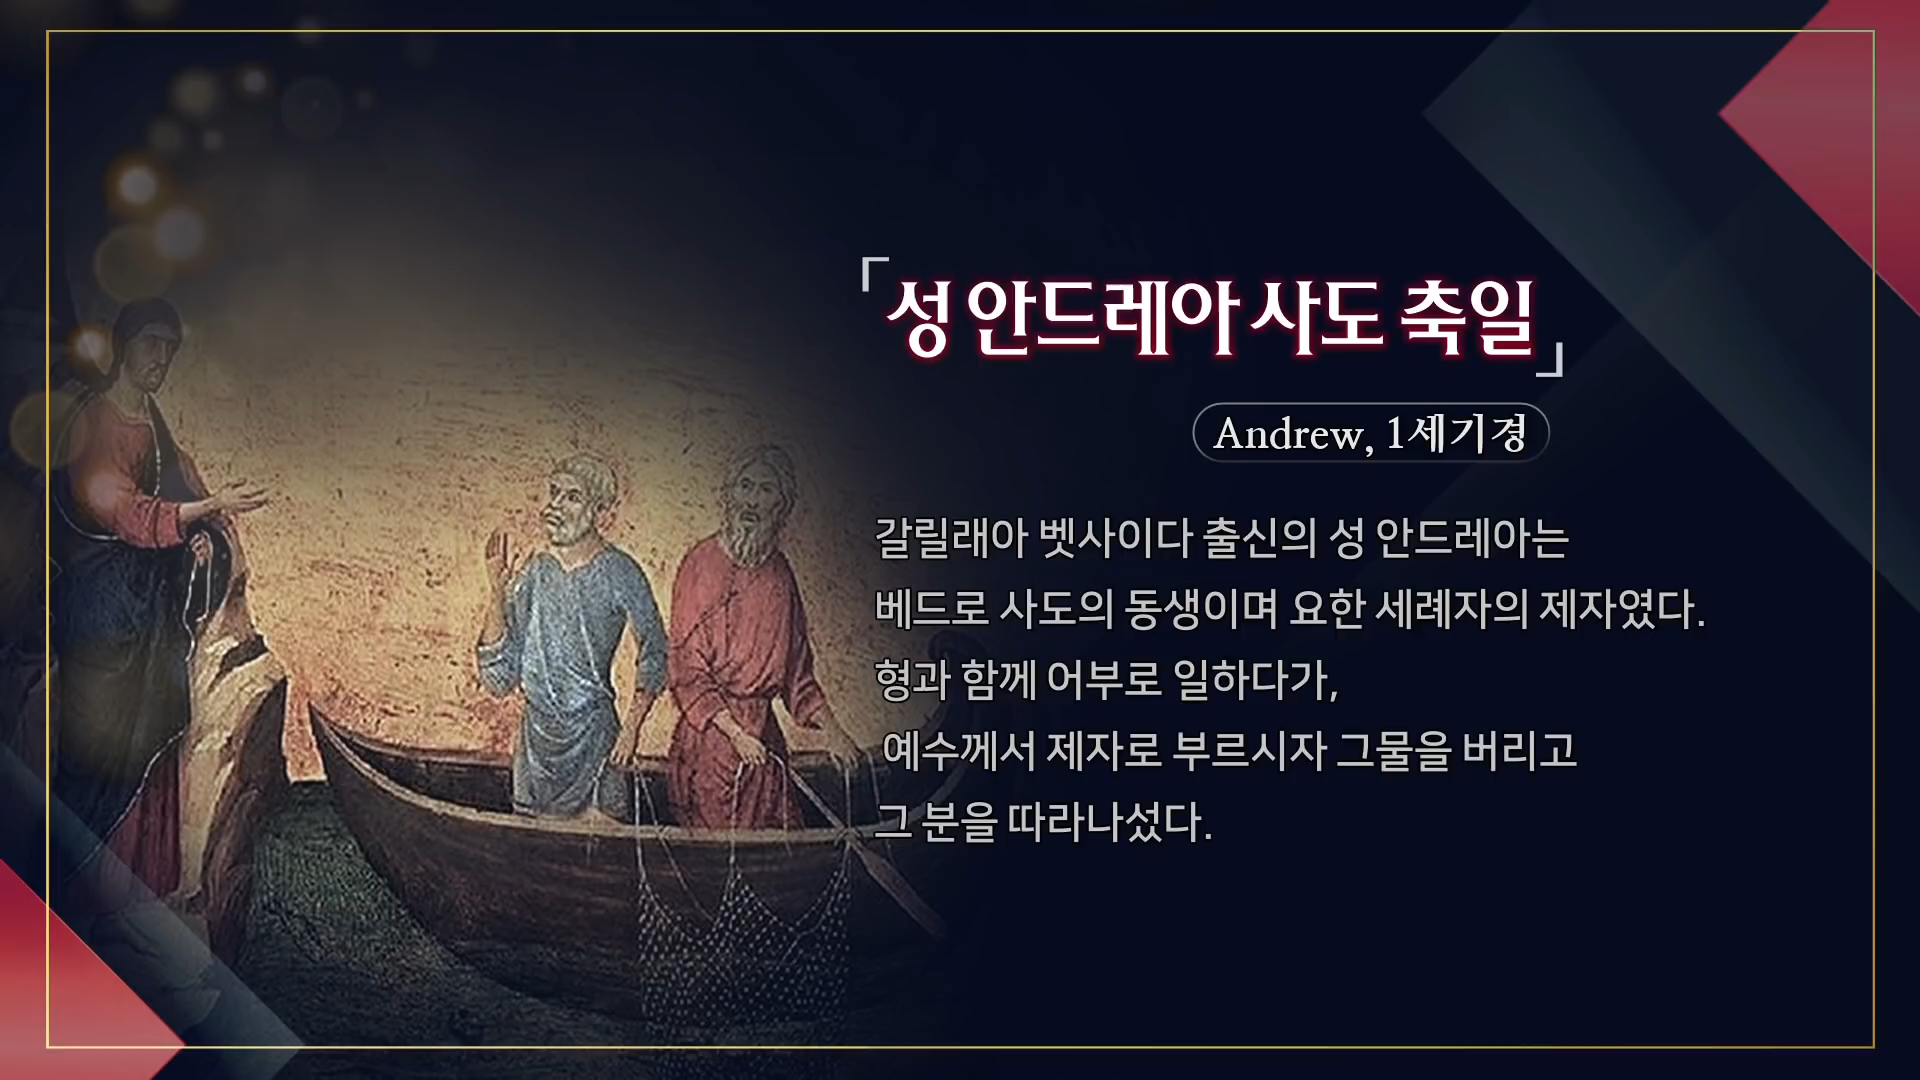 「성 안드레아 사도 축일」
Andrew, 1세기경
갈릴래아 벳사이다 출신의 성 안드레아는
베드로 사도의 동생이며 요한 세례자의 제자였다.
형과 함께 어부로 일하다가,
예수께서 제자로 부르시자 그물을 버리고
그 분을 따라나섰다.